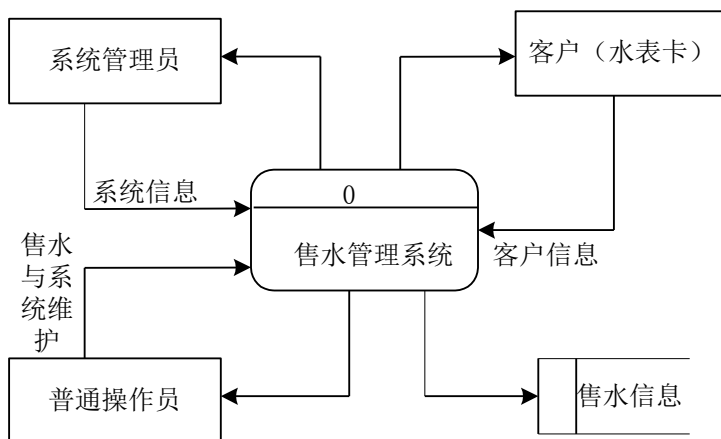 系统管理员
客户（水表卡）
系统信息
0
售水管理系统
客户信息
售水
与系
统维
护
普通操作员
售水信息